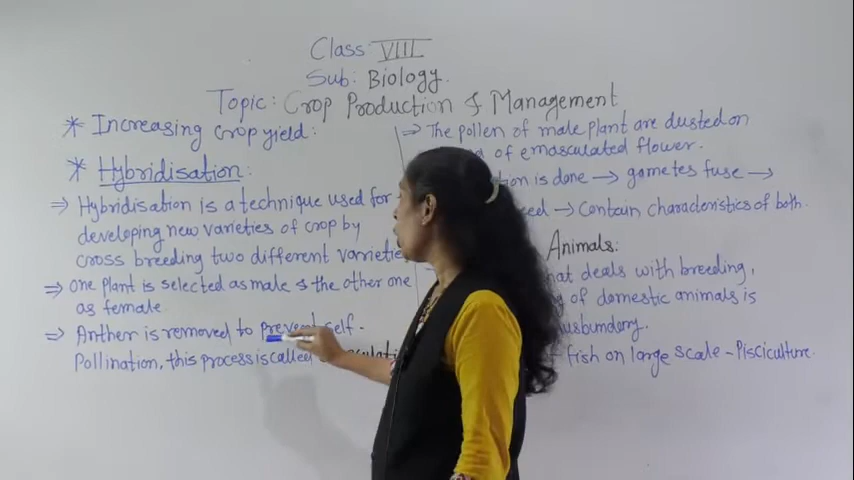 Class: VIII
Sub: Biology.
Topic: Crop Production & Management
* Increasing crop yield:
* Hybridisation:
⇒ Hybridisation is a technique used for
developing new varieties of crop by
cross breeding two different varieties
⇒ one plant is selected as male & the other one
as female
⇒ Anther is removed to prevent self-
Pollination, this process is called
⇒ The pollen of male plant are dusted on
of emasculated flower.
is done → gametes fuse →
→ Contain characteristics of both.
Animals:
that deals with breeding,
of domestic animals is
fish on large scale - Pisciculture.